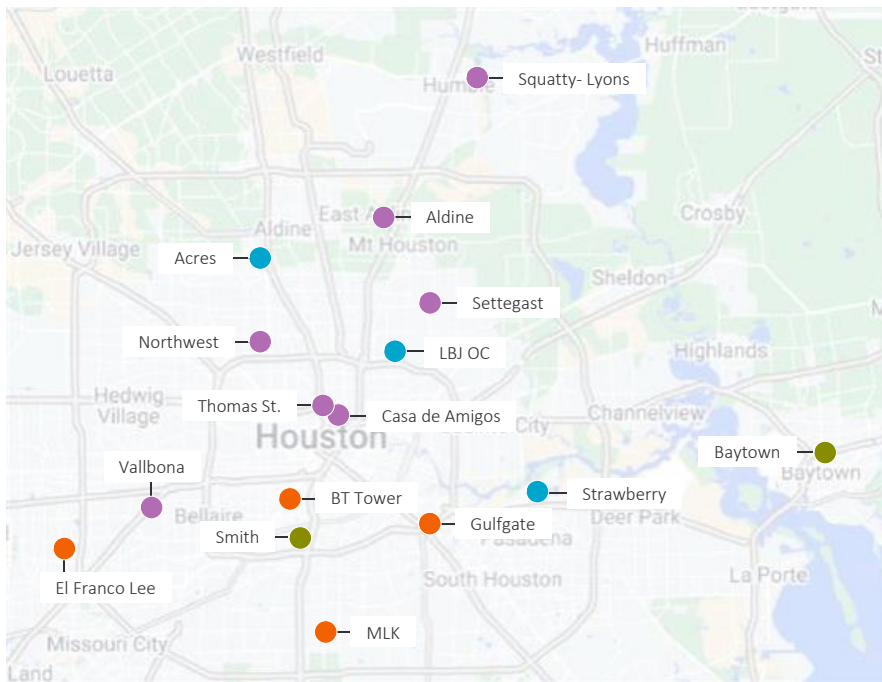 Westfield
Huffman
Louetta
Humble
Squatty- Lyons
Crosby
Aldine
East
Aldine
Mt Houston
Jersey Village
Acres
Sheldon
Settegast
Northwest
LBJ OC
Highlands
Hedwig
Village
Thomas St.
Casa de Amigos
Channelview
City
Houston
Baytown
Baytown
Vallbona
BT Tower
Strawberry
Bellaire
Gulfgate
Deer Park
Smith
Pasadena
El Franco Lee
South Houston
La Porte
MLK
Missouri City
Land